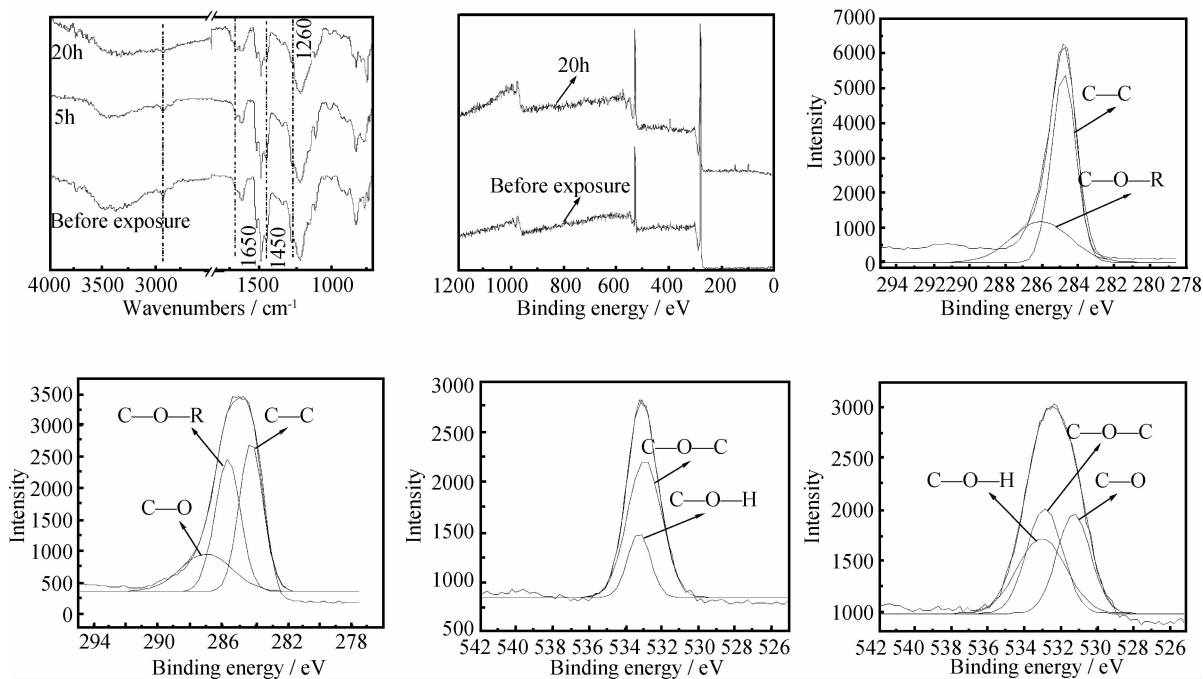 20h
5h
Before exposure
1650
1450
1260
4000 3000 2000 1500 1000
Wavenumbers / cm-1
20h
Before exposure
1200 1000 800 600 400 200 0
Binding energy / eV
7000
6000
5000
4000
3000
2000
1000
0
Intensity
C—C
C—O—R
294 292 290 288 286 284 282 280 278
Binding energy / eV
3500
3000
2500
2000
1500
1000
500
0
Intensity
C—O—R
C—C
C—O
294 290 286 282 278
Binding energy / eV
3000
2500
2000
1500
1000
500
Intensity
C—O—C
C—O—H
542 540 538 536 534 532 530 528 526
Binding energy / eV
3000
2500
2000
1500
1000
Intensity
C—O—C
C—O—H
C—O
542 540 538 536 534 532 530 528 526
Binding energy / eV